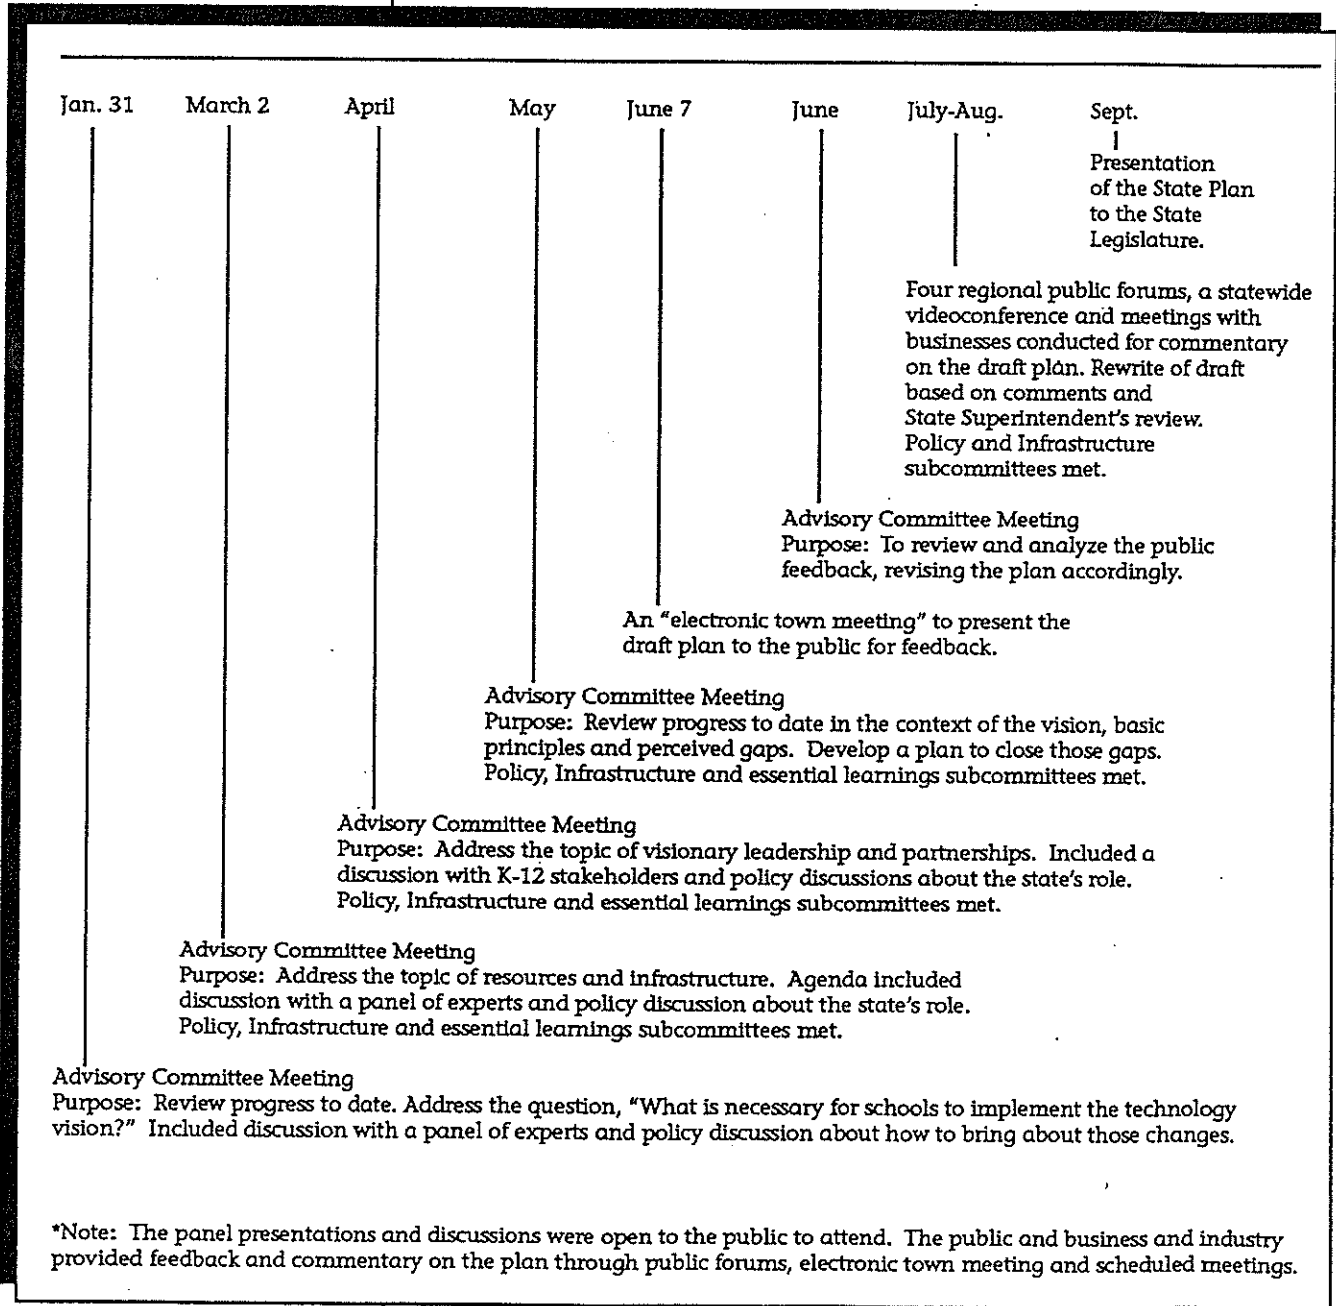 Jan. 31 March 2 April May June 7 June July-Aug. Sept.
Presentation
of the State Plan
to the State
Legislature.
Four regional public forums, a statewide
videoconference and meetings with
businesses conducted for commentary
on the draft plan. Rewrite of draft
based on comments and
State Superintendent's review.
Policy and Infrastructure
subcommittees met.
Advisory Committee Meeting
Purpose: To review and analyze the public
feedback, revising the plan accordingly.
An "electronic town meeting" to present the
draft plan to the public for feedback.
Advisory Committee Meeting
Purpose: Review progress to date in the context of the vision, basic
principles and perceived gaps. Develop a plan to close those gaps.
Policy, Infrastructure and essential learnings subcommittees met.
Advisory Committee Meeting
Purpose: Address the topic of visionary leadership and partnerships. Included a
discussion with K-12 stakeholders and policy discussions about the state's role.
Policy, Infrastructure and essential learnings subcommittees met.
Advisory Committee Meeting
Purpose: Address the topic of resources and infrastructure. Agenda included
discussion with a panel of experts and policy discussion about the state's role.
Policy, Infrastructure and essential learnings subcommittees met.
Advisory Committee Meeting
Purpose: Review progress to date. Address the question, "What is necessary for schools to implement the technology
vision?" Included discussion with a panel of experts and policy discussion about how to bring about those changes.
*Note: The panel presentations and discussions were open to the public to attend. The public and business and industry
provided feedback and commentary on the plan through public forums, electronic town meeting and scheduled meetings.